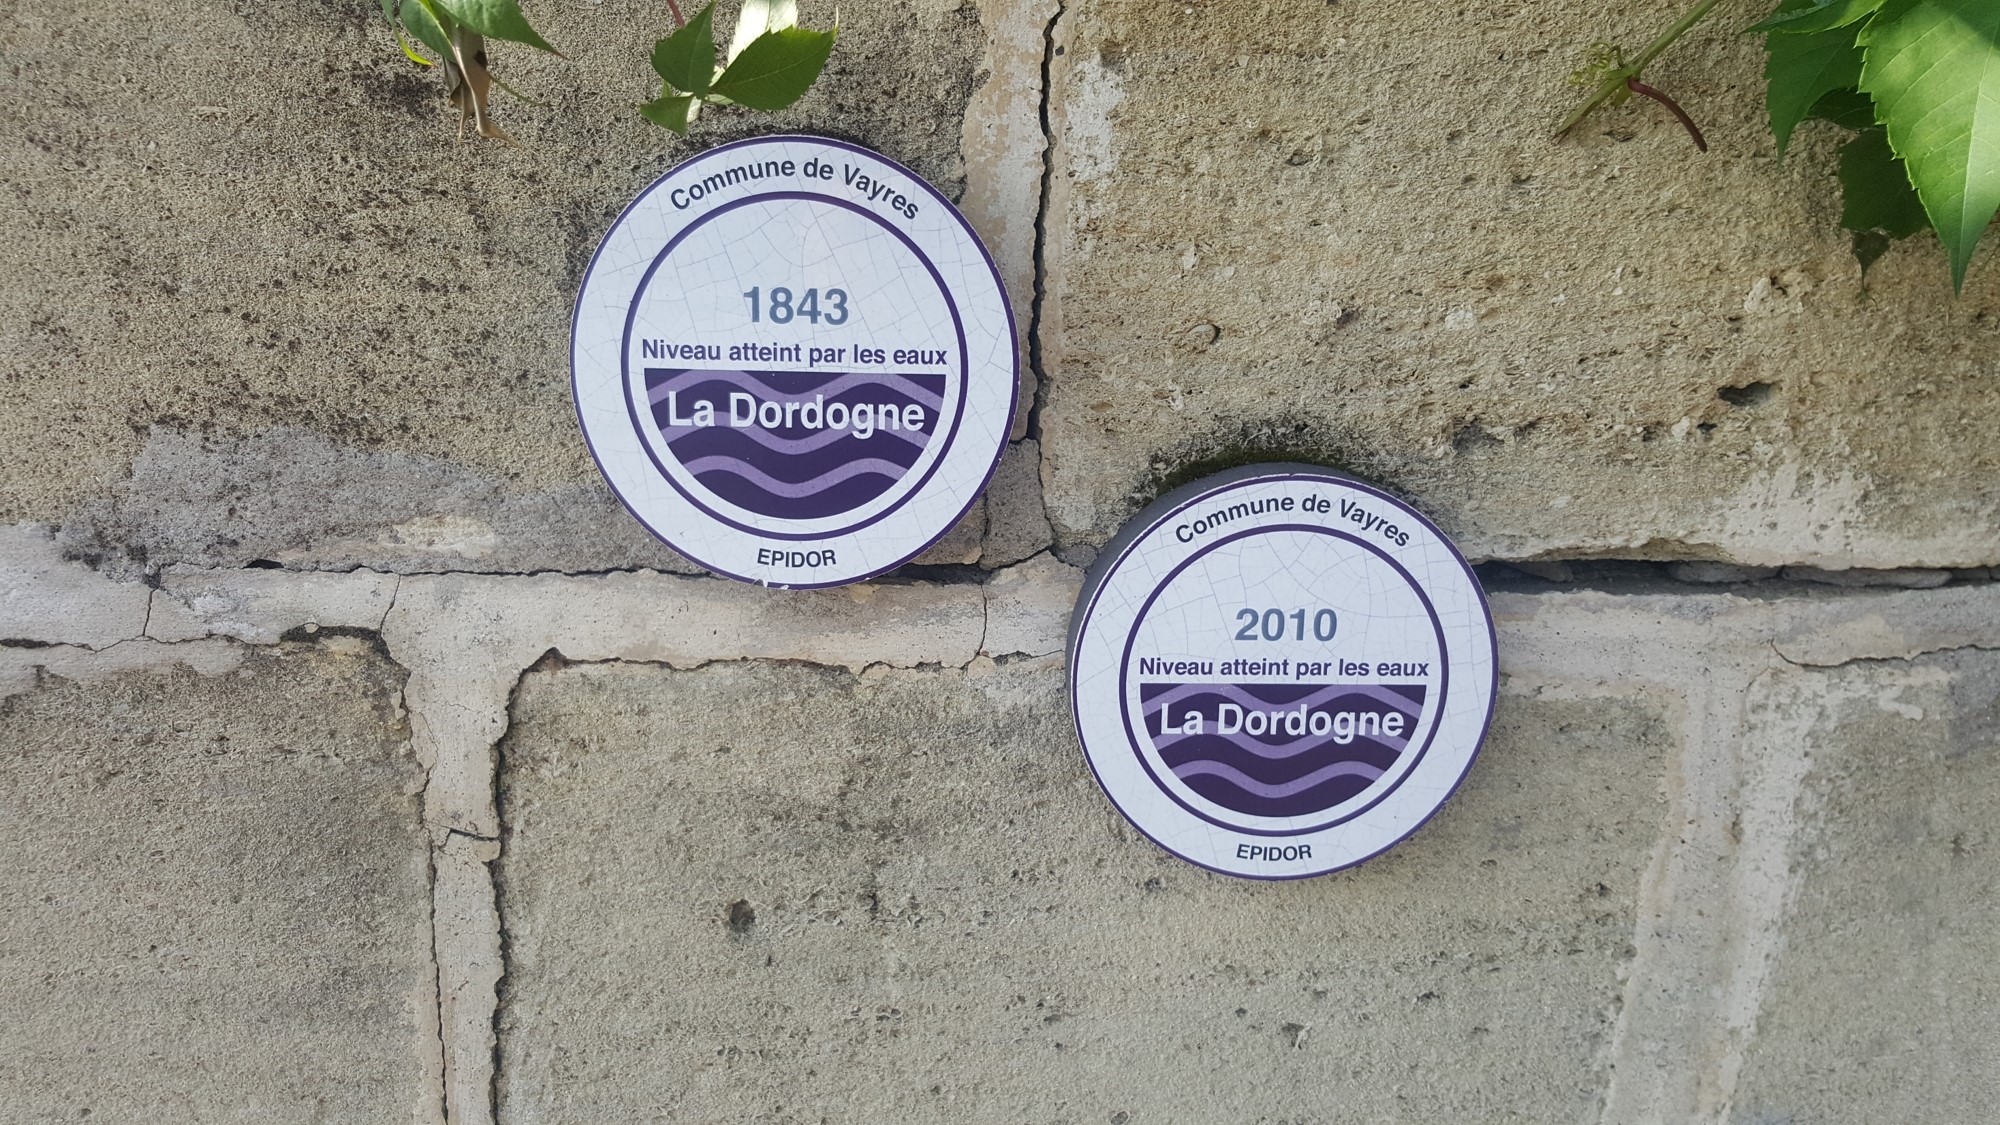 Commune de Vayres
1843
Niveau atteint par les eaux
La Dordogne
EPIDOR
Commune de Vayres
2010
Niveau atteint par les eaux
La Dordogne
EPIDOR